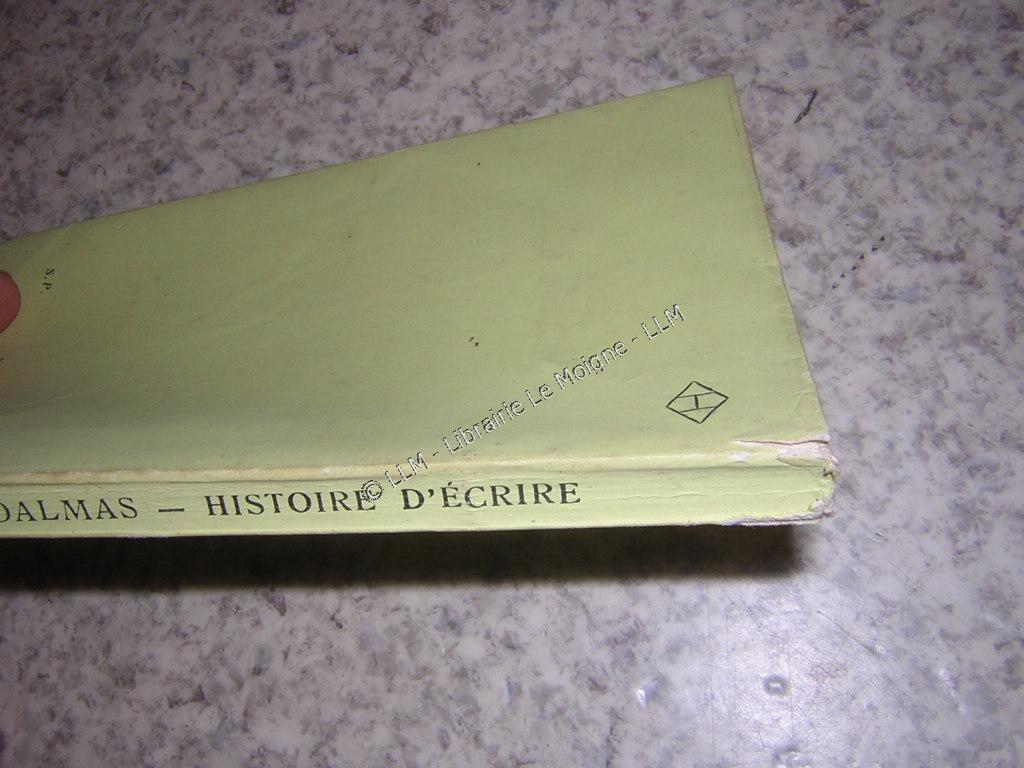 S.P.
© LLM - Librairie Le Moigne - LLM
DALMAS — HISTOIRE D'ÉCRIRE